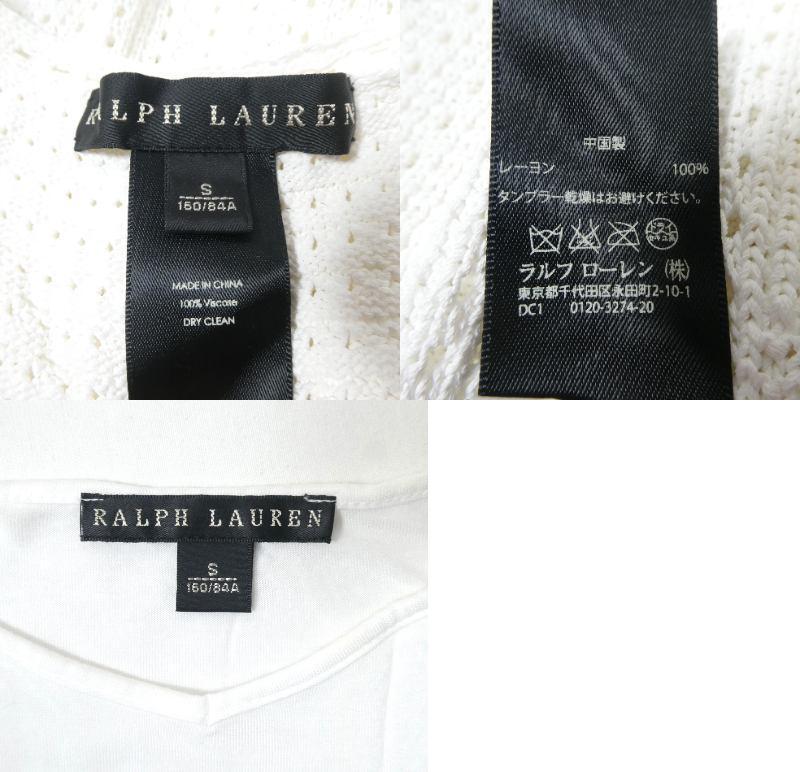 RALPH LAUREN
S
160/84A
MADE IN CHINA
100% Viscose
DRY CLEAN
中国製
レーヨン 100%
タンブラー乾燥はお避けください。
ドライ
ラルフ ローレン (株)
東京都千代田区永田町2-10-1
DC1 0120-3274-20
RALPH LAUREN
S
160/84A